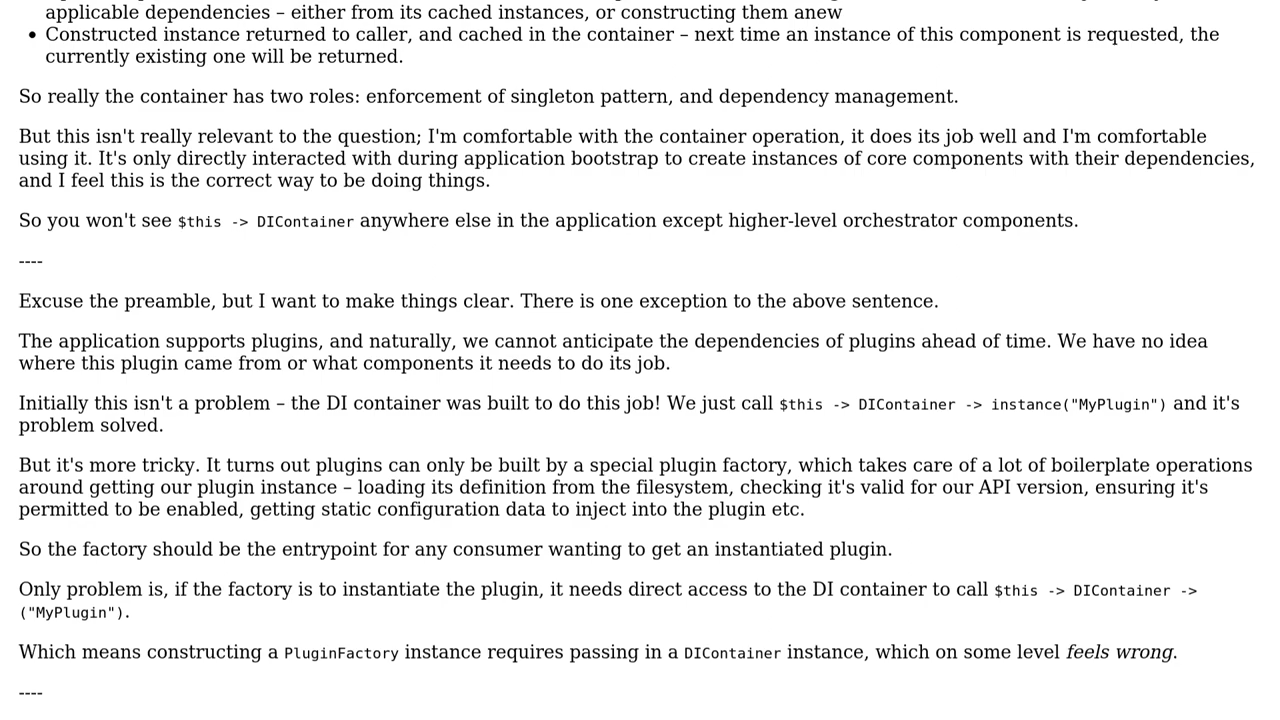 applicable dependencies – either from its cached instances, or constructing them anew
• Constructed instance returned to caller, and cached in the container – next time an instance of this component is requested, the
currently existing one will be returned.
So really the container has two roles: enforcement of singleton pattern, and dependency management.
But this isn't really relevant to the question; I'm comfortable with the container operation, it does its job well and I'm comfortable
using it. It's only directly interacted with during application bootstrap to create instances of core components with their dependencies,
and I feel this is the correct way to be doing things.
So you won't see $this -> DIContainer anywhere else in the application except higher-level orchestrator components.
----
Excuse the preamble, but I want to make things clear. There is one exception to the above sentence.
The application supports plugins, and naturally, we cannot anticipate the dependencies of plugins ahead of time. We have no idea
where this plugin came from or what components it needs to do its job.
Initially this isn't a problem – the DI container was built to do this job! We just call $this -> DIContainer -> instance("MyPlugin") and it's
problem solved.
But it's more tricky. It turns out plugins can only be built by a special plugin factory, which takes care of a lot of boilerplate operations
around getting our plugin instance – loading its definition from the filesystem, checking it's valid for our API version, ensuring it's
permitted to be enabled, getting static configuration data to inject into the plugin etc.
So the factory should be the entrypoint for any consumer wanting to get an instantiated plugin.
Only problem is, if the factory is to instantiate the plugin, it needs direct access to the DI container to call $this -> DIContainer ->
("MyPlugin").
Which means constructing a PluginFactory instance requires passing in a DIContainer instance, which on some level feels wrong.
----